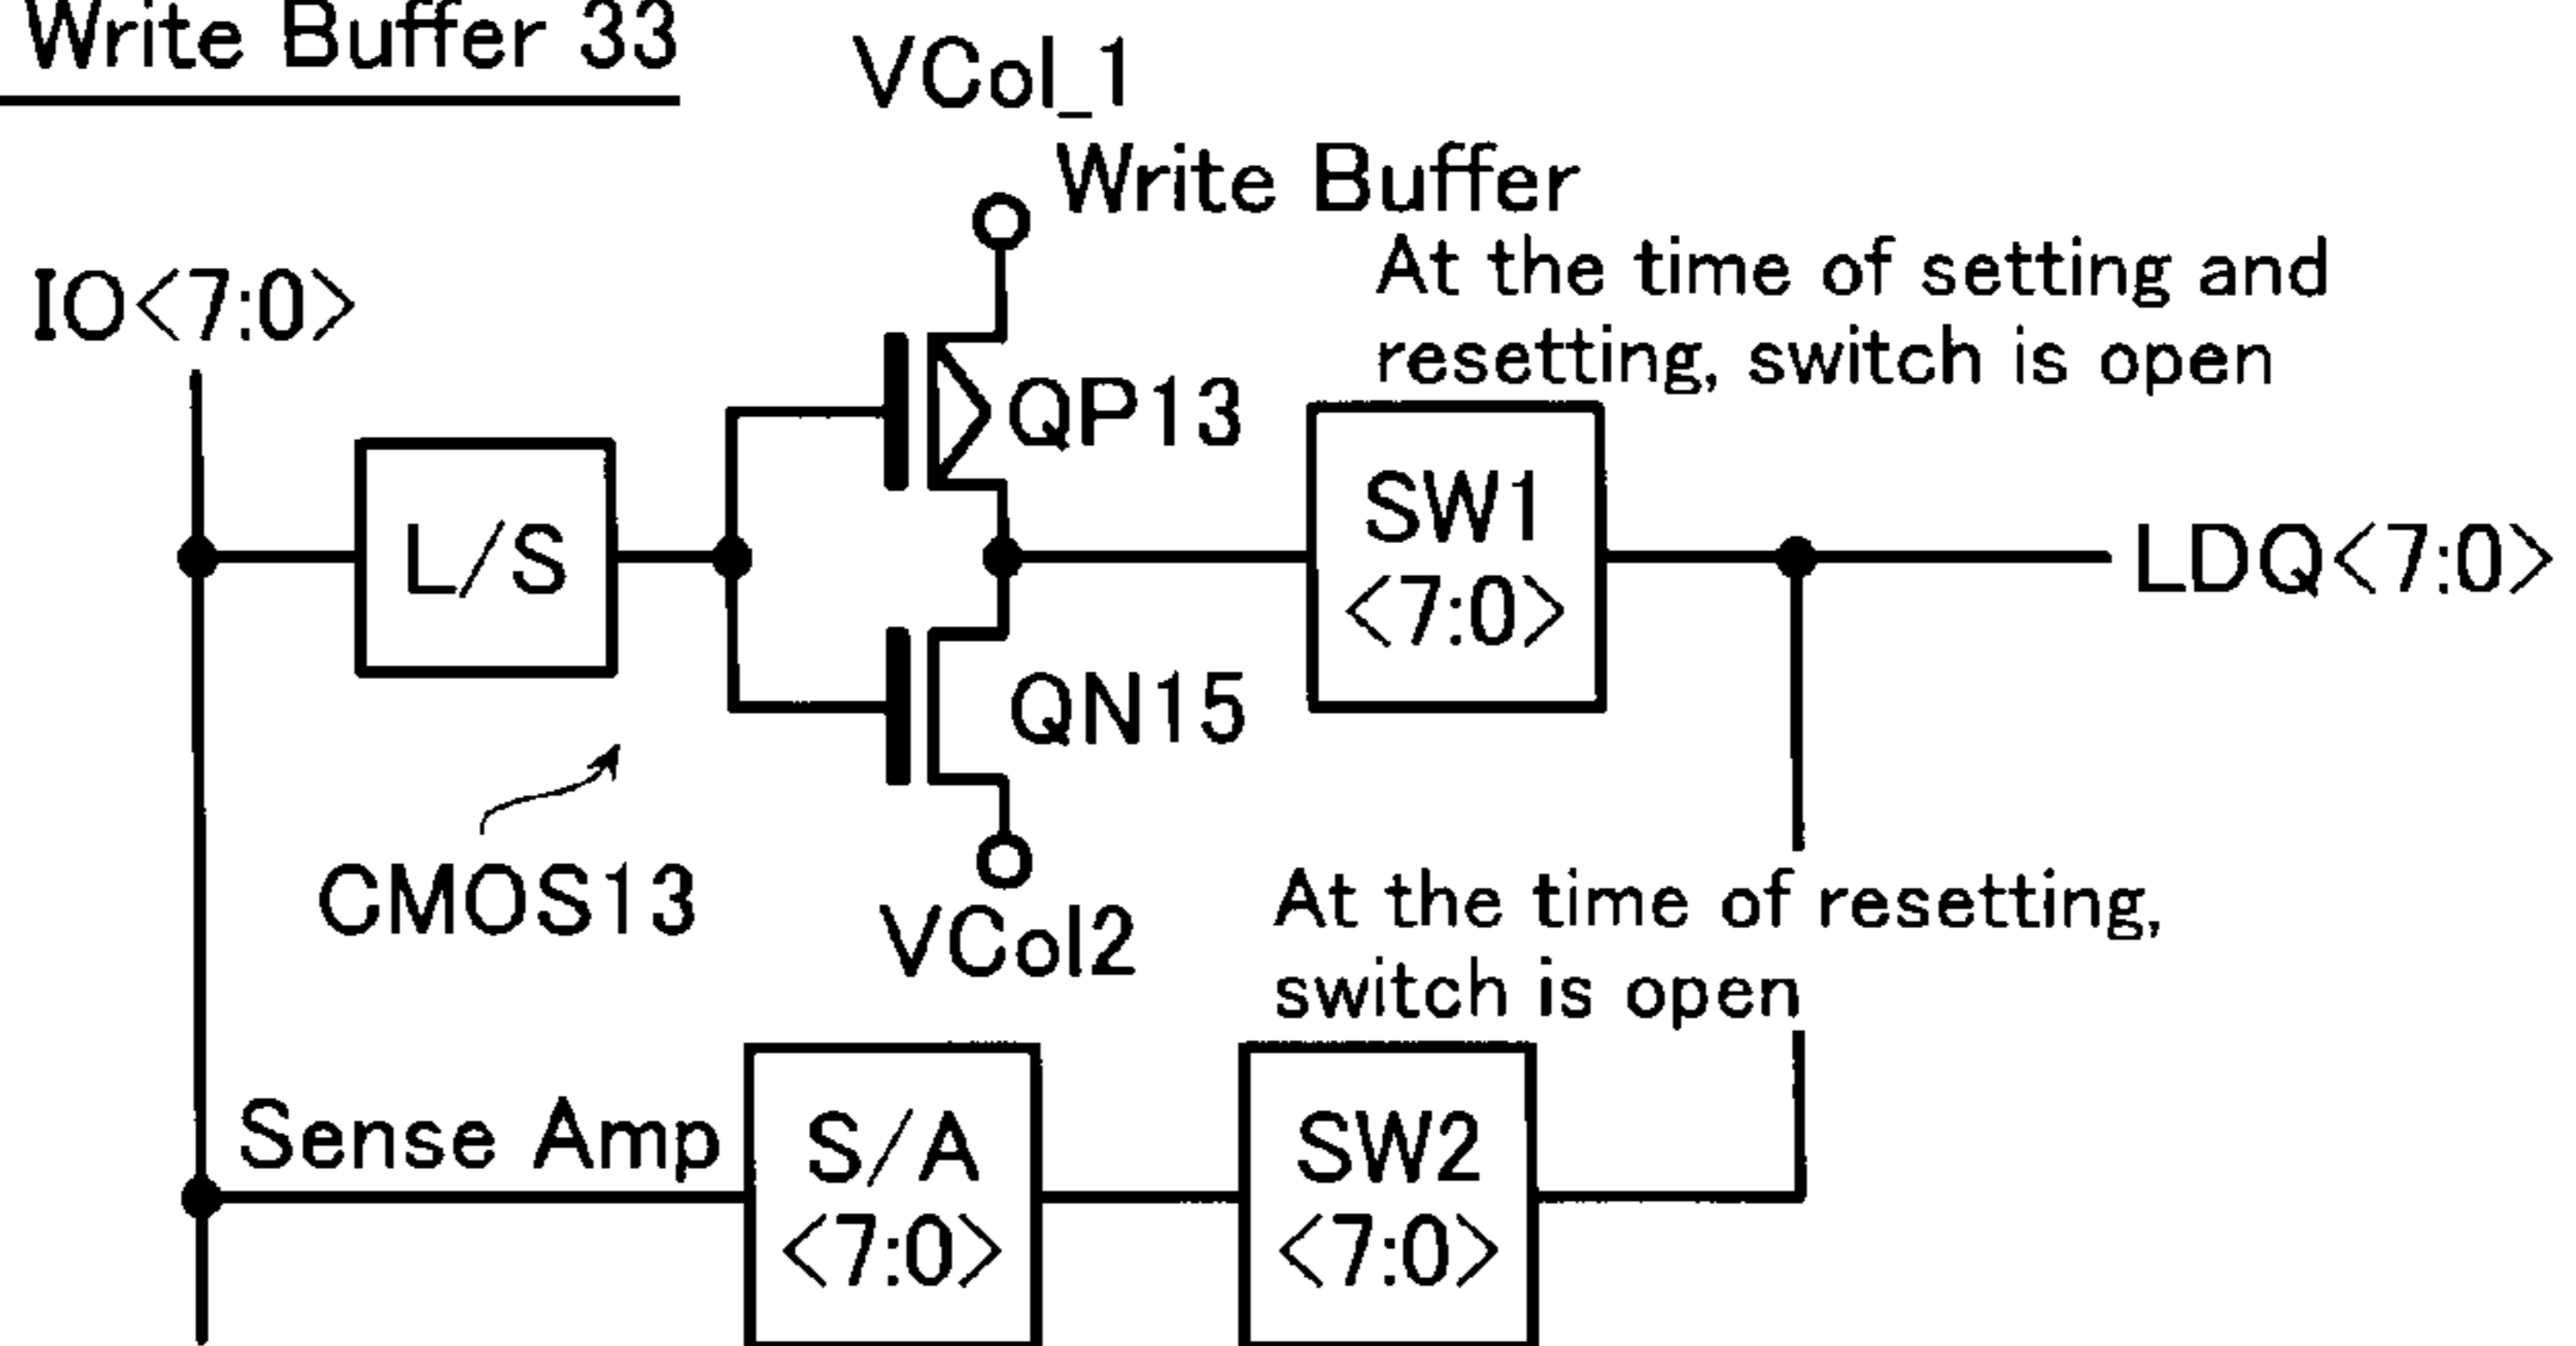 Write Buffer 33
VCol_1
Write Buffer
IO<7:0>
At the time of setting and
resetting, switch is open
QP13
L/S
SW1
<7:0>
LDQ<7:0>
QN15
CMOS13
VCol2
At the time of resetting,
switch is open
Sense Amp
S/A
<7:0>
SW2
<7:0>